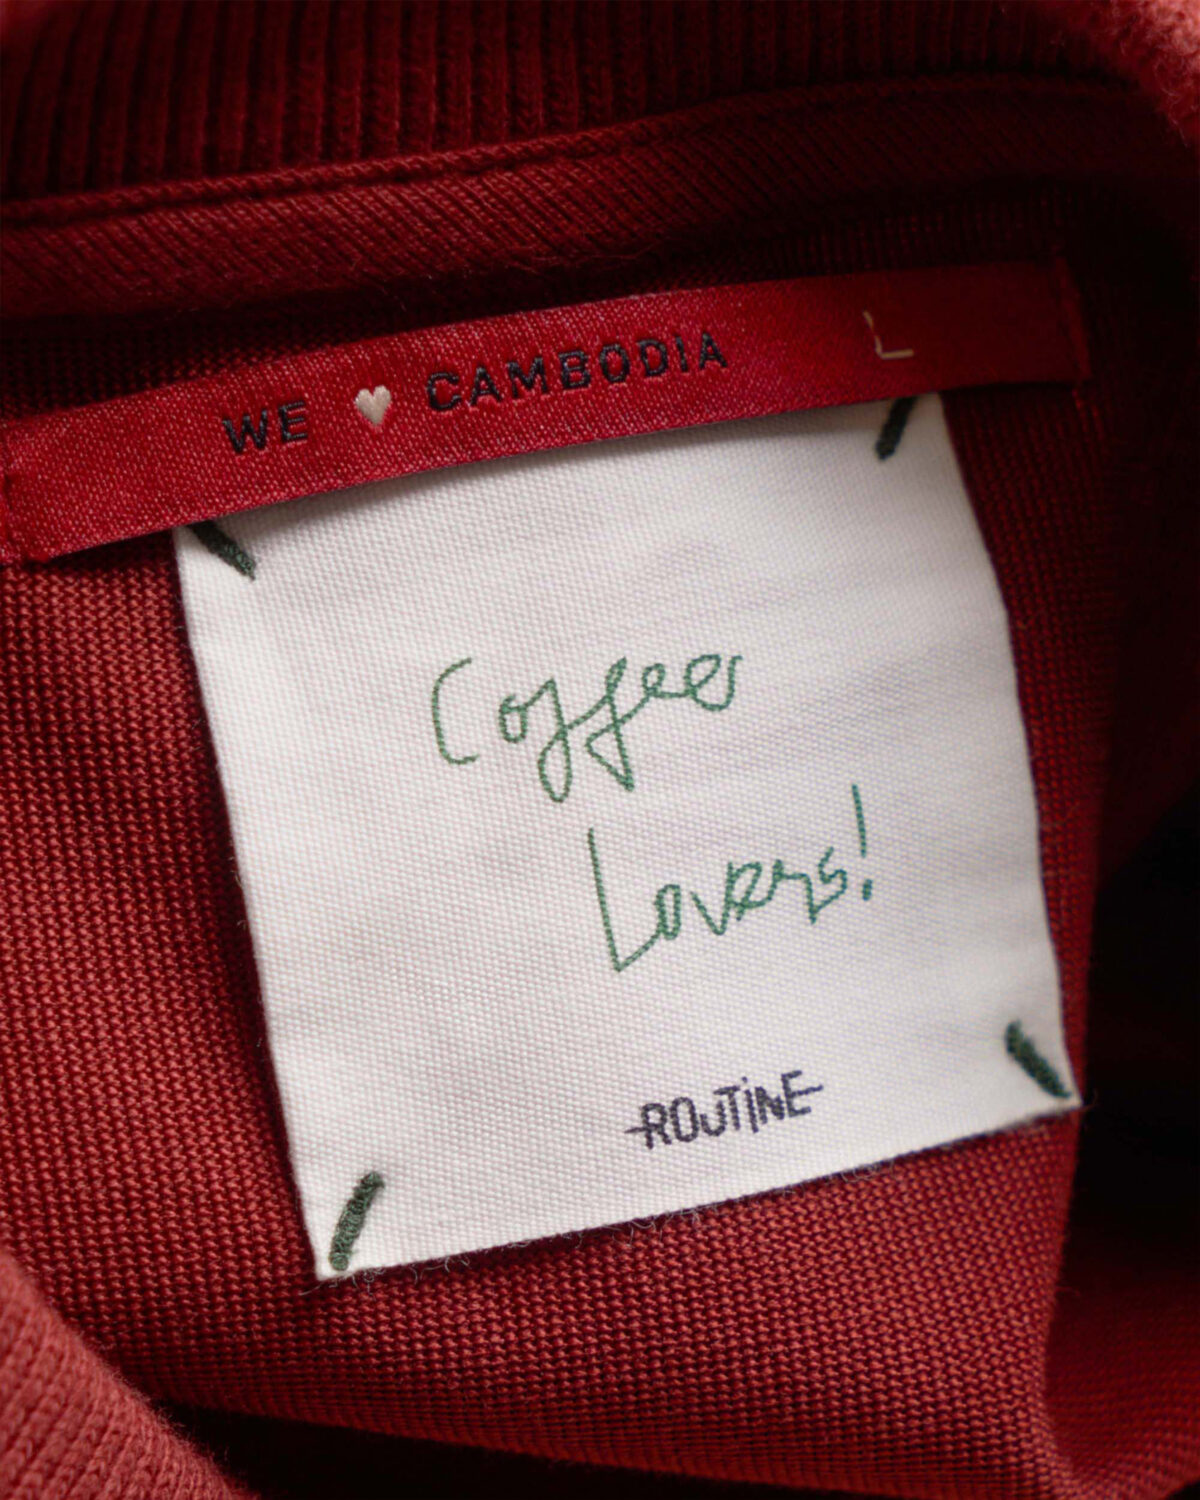 WE ♥ CAMBODIA L
Coffee
Lovers!
ROUTINE